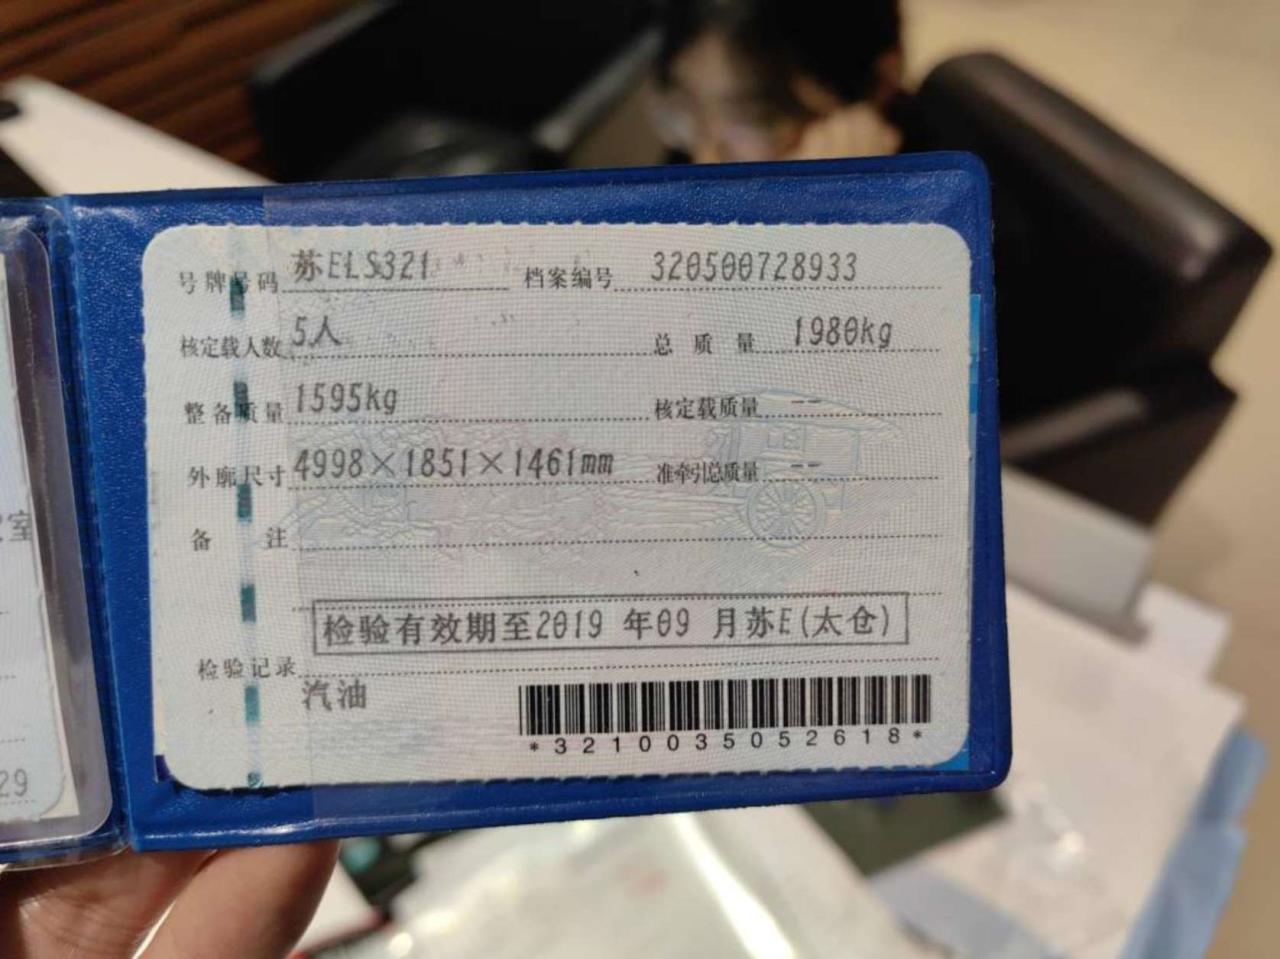 号牌号码 苏ELS321 档案编号 320500728933
核定载人数 5人 总质量 1980kg
整备质量 1595kg 核定载质量 --
外廓尺寸 4998×1851×1461mm 准牵引总质量 --
备注
检验有效期至2019 年09 月苏E(太仓)
检验记录
汽油
*3210035052618*
室
29